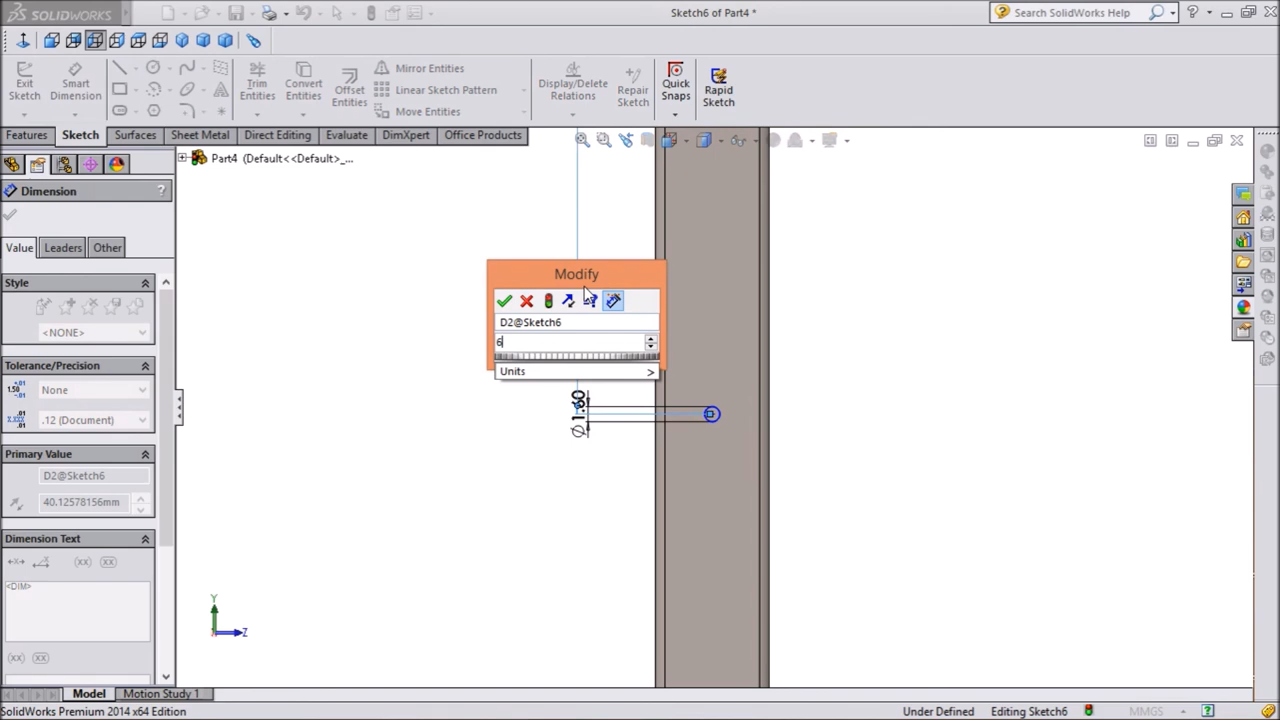 SOLIDWORKS
Sketch6 of Part4 *
Search SolidWorks Help
Exit Sketch
Smart Dimension
Trim Entities
Convert Entities
Offset Entities
Mirror Entities
Linear Sketch Pattern
Move Entities
Display/Delete Relations
Repair Sketch
Quick Snaps
Rapid Sketch
Features
Sketch
Surfaces
Sheet Metal
Direct Editing
Evaluate
DimXpert
Office Products
Part4 (Default<<Default>_...
Dimension
?
Value
Leaders
Other
Style
<NONE>
Tolerance/Precision
None
.12 (Document)
Primary Value
D2@Sketch6
40.12578156mm
Dimension Text
<DIM>
Modify
D2@Sketch6
6
Units >
∅1.60
Y
Z
Model
Motion Study 1
SolidWorks Premium 2014 x64 Edition
Under Defined
Editing Sketch6
MMGS